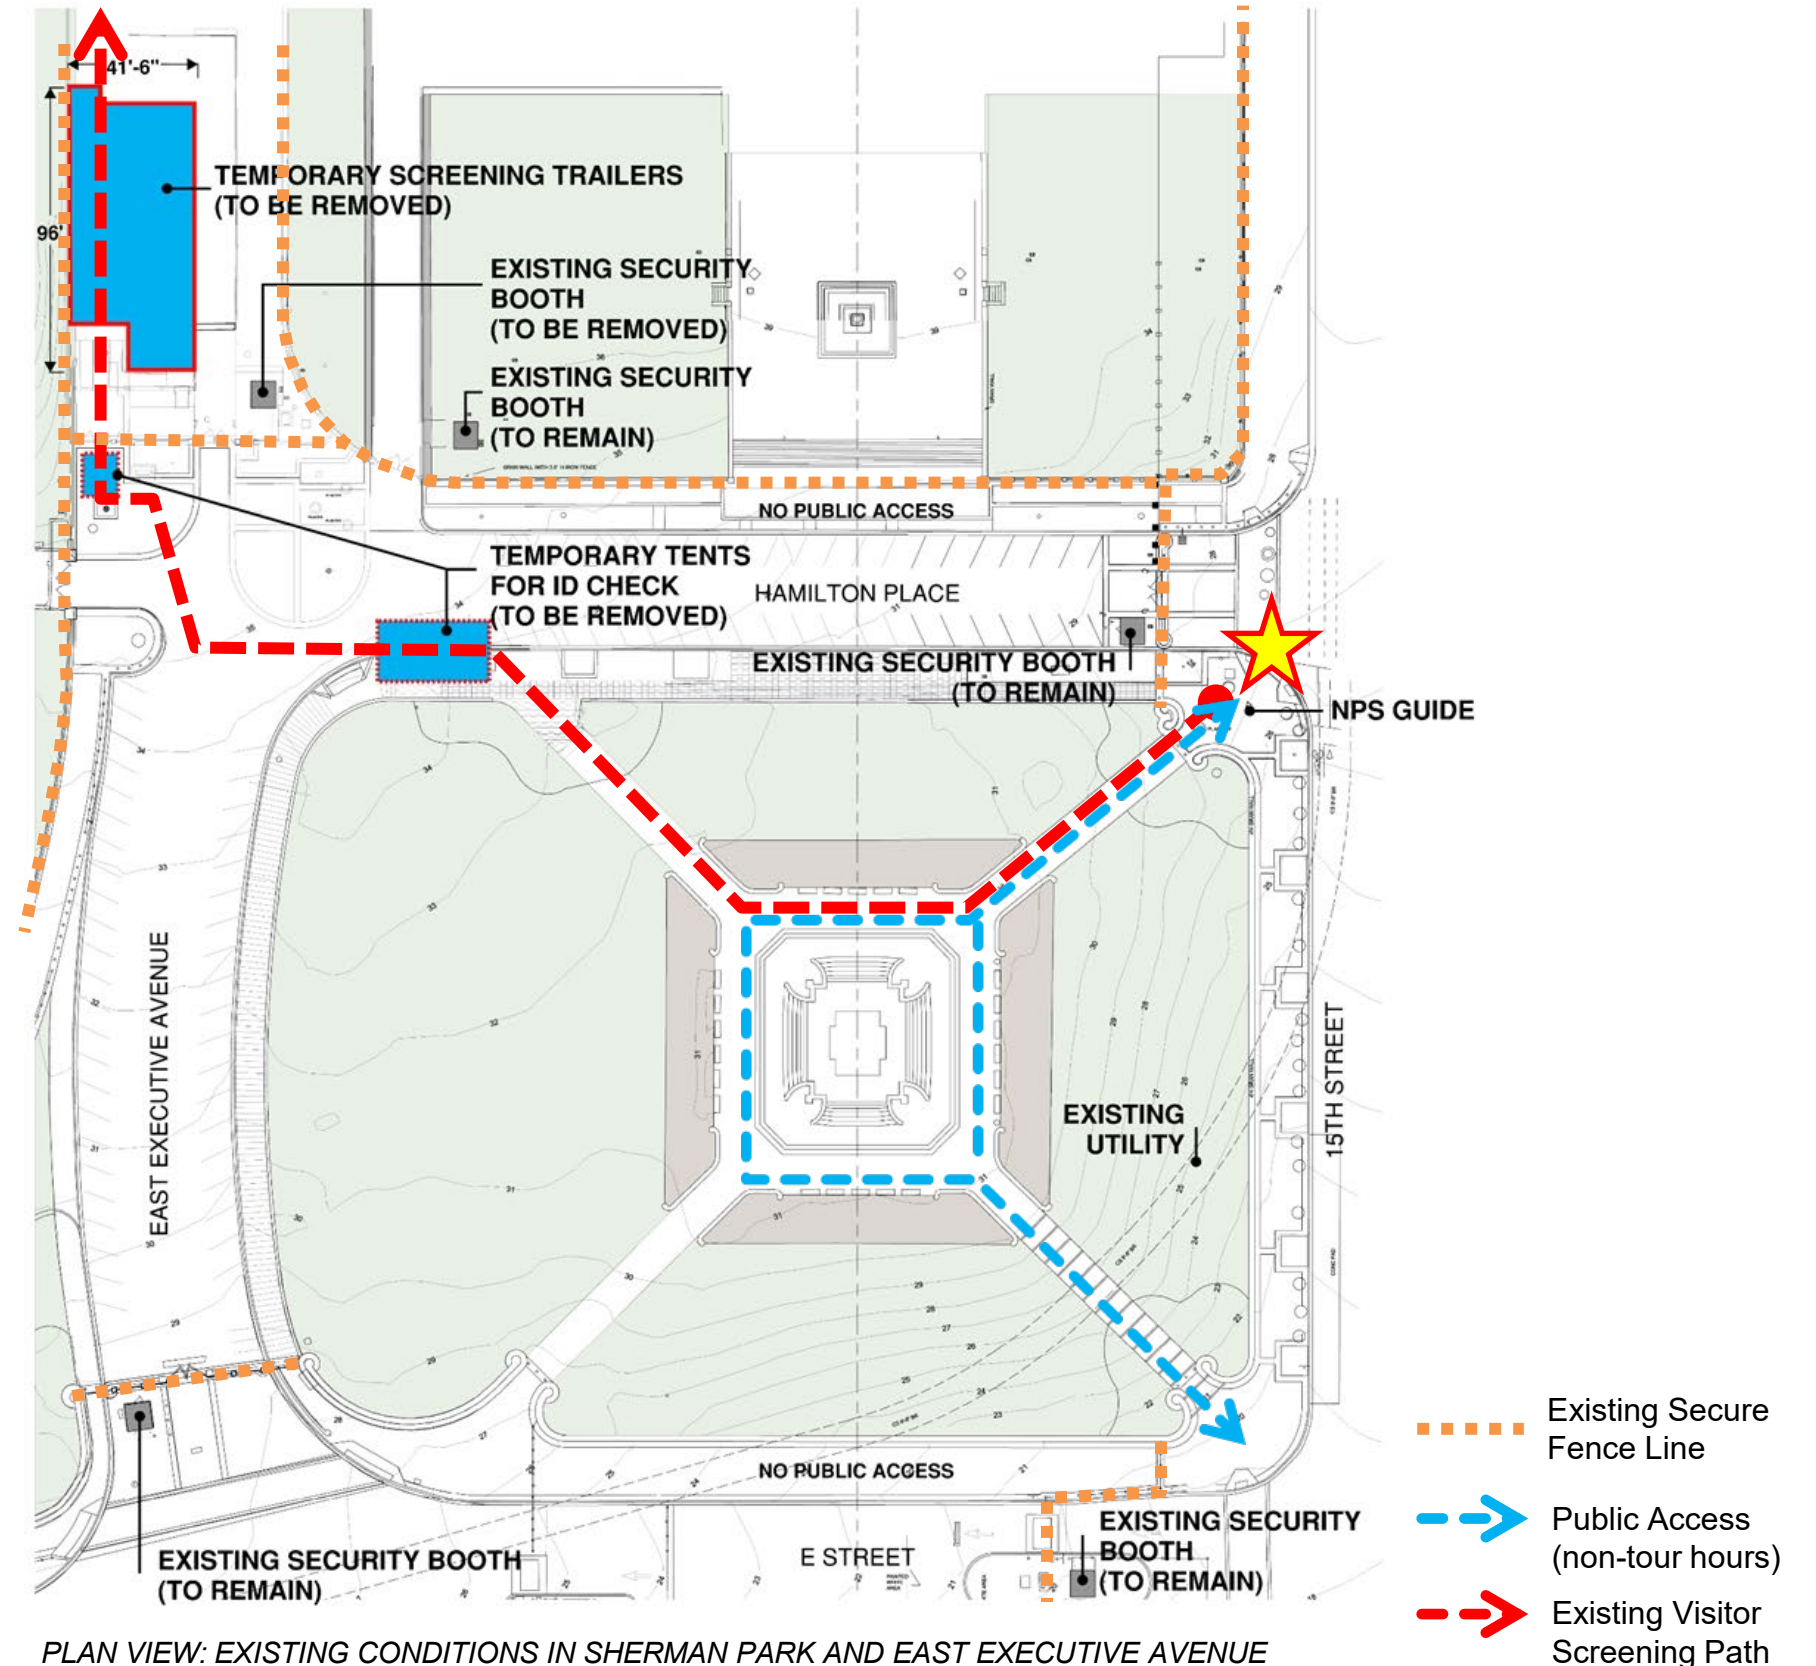 41'-6"
TEMPORARY SCREENING TRAILERS
(TO BE REMOVED)
96'
EXISTING SECURITY
BOOTH
(TO BE REMOVED)
EXISTING SECURITY
BOOTH
(TO REMAIN)
NO PUBLIC ACCESS
TEMPORARY TENTS
FOR ID CHECK
(TO BE REMOVED)
HAMILTON PLACE
EXISTING SECURITY BOOTH
(TO REMAIN)
NPS GUIDE
EAST EXECUTIVE AVENUE
15TH STREET
EXISTING
UTILITY
NO PUBLIC ACCESS
EXISTING SECURITY BOOTH
(TO REMAIN)
E STREET
EXISTING SECURITY
BOOTH
(TO REMAIN)
Existing Secure
Fence Line
Public Access
(non-tour hours)
Existing Visitor
Screening Path
PLAN VIEW: EXISTING CONDITIONS IN SHERMAN PARK AND EAST EXECUTIVE AVENUE